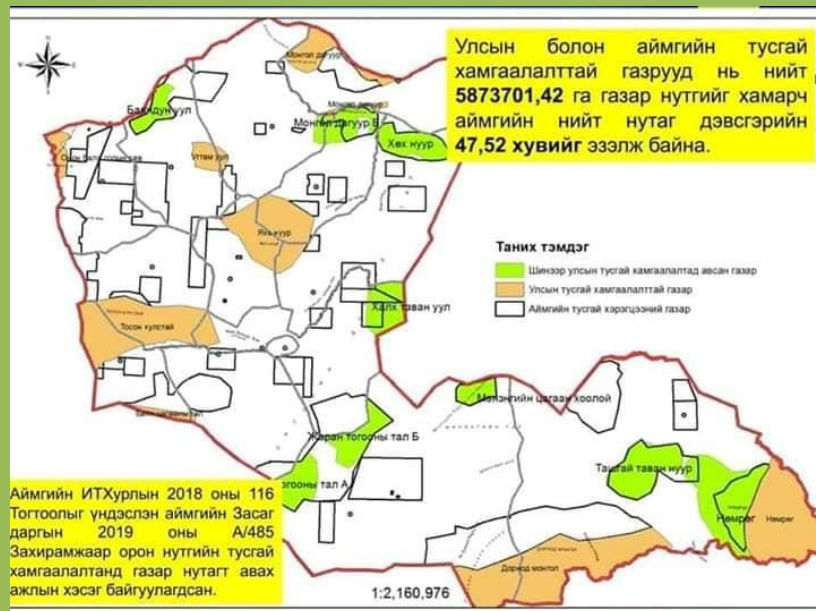 Улсын болон аймгийн тусгай
хамгаалалттай газрууд нь нийт
5873701,42 га газар нутгийг хамарч
аймгийн нийт нутаг дэвсгэрийн
47,52 хувийг эзэлж байна.
N
W
E
S
Монгол дагуур
Баяндун уул
Монгол дагуур Б
Хөх нуур
Угтам уул
Яхь нуур
Таних тэмдэг
Шинээр улсын тусгай хамгаалалтад авсан газар
Улсын тусгай хамгаалалттай газар
Аймгийн тусгай хэрэгцээний газар
Халх таван уул
Тосон хулстай
Мэнэнгийн цагаан хоолой
Жаран тогооны тал Б
тогооны тал А
Ташгай таван нуур
Нөмрөг
Нөмрөг
Дорнод монгол
Аймгийн ИТХурлын 2018 оны 116
Тогтоолыг үндэслэн аймгийн Засаг
даргын 2019 оны А/485
Захирамжаар орон нутгийн тусгай
хамгаалалтанд газар нутагт авах
ажлын хэсэг байгуулагдсан.
1:2,160,976